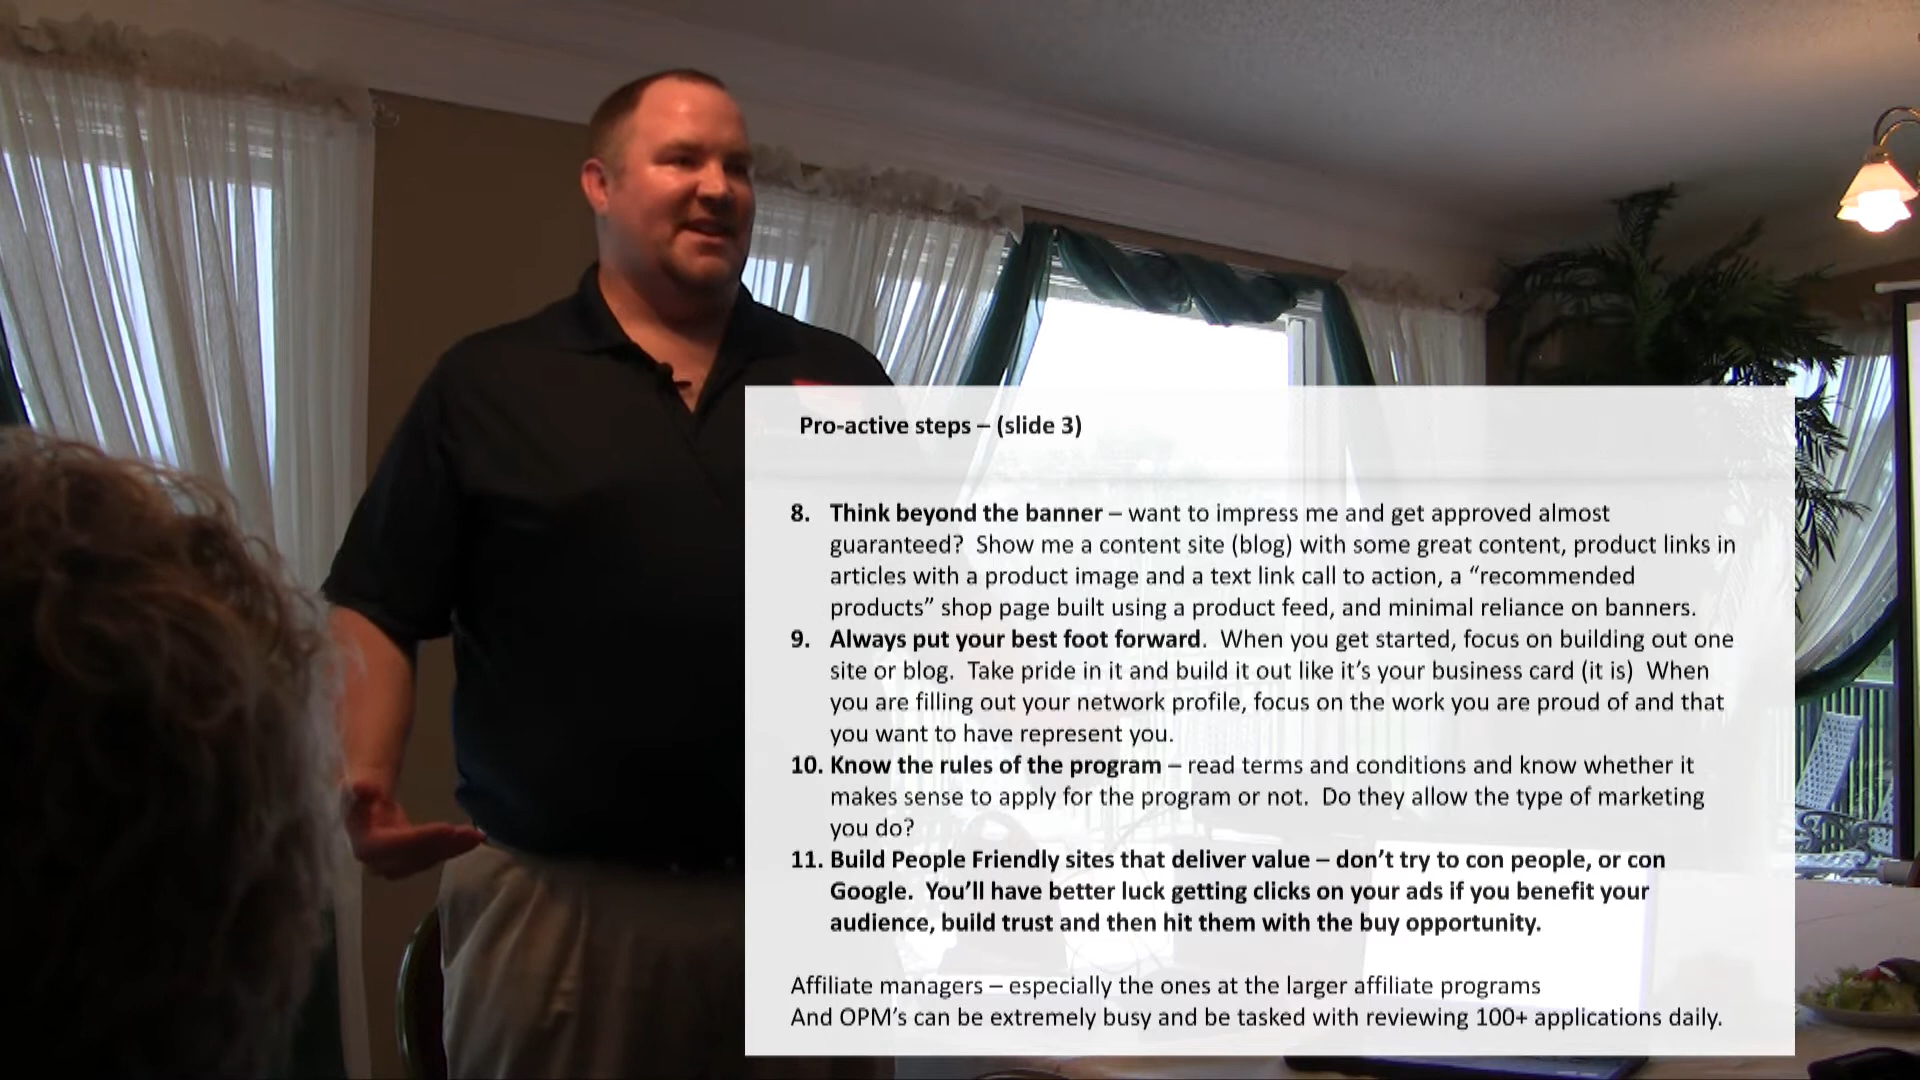 Pro-active steps – (slide 3)
8. Think beyond the banner – want to impress me and get approved almost
guaranteed? Show me a content site (blog) with some great content, product links in
articles with a product image and a text link call to action, a “recommended
products” shop page built using a product feed, and minimal reliance on banners.
9. Always put your best foot forward. When you get started, focus on building out one
site or blog. Take pride in it and build it out like it’s your business card (it is) When
you are filling out your network profile, focus on the work you are proud of and that
you want to have represent you.
10. Know the rules of the program – read terms and conditions and know whether it
makes sense to apply for the program or not. Do they allow the type of marketing
you do?
11. Build People Friendly sites that deliver value – don’t try to con people, or con
Google. You’ll have better luck getting clicks on your ads if you benefit your
audience, build trust and then hit them with the buy opportunity.
Affiliate managers – especially the ones at the larger affiliate programs
And OPM’s can be extremely busy and be tasked with reviewing 100+ applications daily.